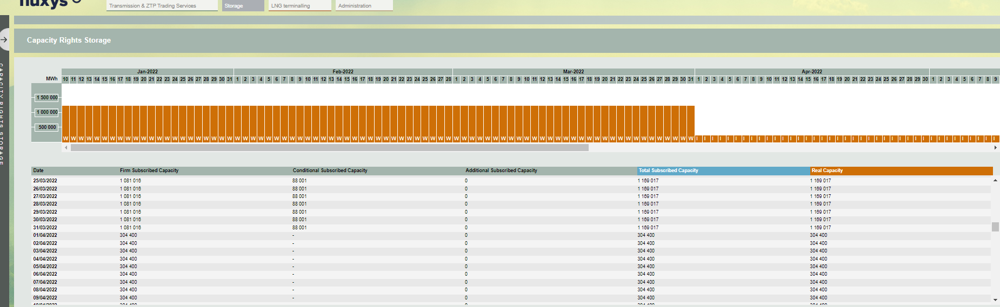 fluxys
Transmission & ZTP Trading Services Storage LNG terminalling Administration
Capacity Rights Storage
CAPACITY RIGHTS STORAGE
Jan-2022 Feb-2022 Mar-2022 Apr-2022
MWh 10 11 12 13 14 15 16 17 18 19 20 21 22 23 24 25 26 27 28 29 30 31 1 2 3 4 5 6 7 8 9 10 11 12 13 14 15 16 17 18 19 20 21 22 23 24 25 26 27 28 1 2 3 4 5 6 7 8 9 10 11 12 13 14 15 16 17 18 19 20 21 22 23 24 25 26 27 28 29 30 31 1 2 3 4 5 6 7 8 9 10 11 12 13 14 15 16 17 18 19 20 21 22 23 24 25 26 27 28 29 30 1 2 3 4 5 6 7 8 9
1 500 000
1 000 000
500 000
W W W W W W W W W W W W W W W W W W W W W W W W W W W W W W W W W W W W W W W W W W W W W W W W W W W W W W W W W W W W W W W W W W W W W W W W W W W W W W W W W I I I I I I I I I I I I I I I I I I I I I I I I I I I I I I I I I I I I I I I
Date Firm Subscribed Capacity Conditional Subscribed Capacity Additional Subscribed Capacity Total Subscribed Capacity Real Capacity
25/03/2022 1 081 016 88 001 0 1 169 017 1 169 017
26/03/2022 1 081 016 88 001 0 1 169 017 1 169 017
27/03/2022 1 081 016 88 001 0 1 169 017 1 169 017
28/03/2022 1 081 016 88 001 0 1 169 017 1 169 017
29/03/2022 1 081 016 88 001 0 1 169 017 1 169 017
30/03/2022 1 081 016 88 001 0 1 169 017 1 169 017
31/03/2022 1 081 016 88 001 0 1 169 017 1 169 017
01/04/2022 304 400 - 0 304 400 304 400
02/04/2022 304 400 - 0 304 400 304 400
03/04/2022 304 400 - 0 304 400 304 400
04/04/2022 304 400 - 0 304 400 304 400
05/04/2022 304 400 - 0 304 400 304 400
06/04/2022 304 400 - 0 304 400 304 400
07/04/2022 304 400 - 0 304 400 304 400
08/04/2022 304 400 - 0 304 400 304 400
09/04/2022 304 400 - 0 304 400 304 400